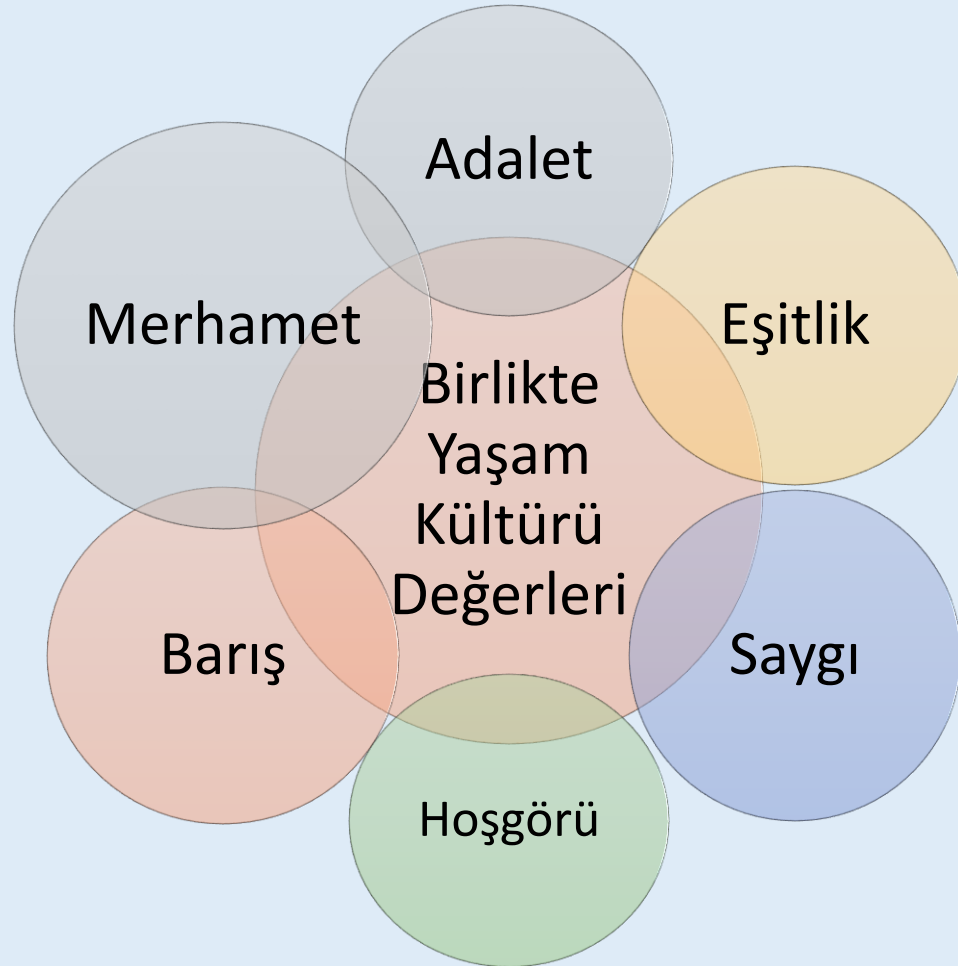 Adalet
Merhamet
Eşitlik
Birlikte
Yaşam
Kültürü
Değerleri
Barış
Saygı
Hoşgörü